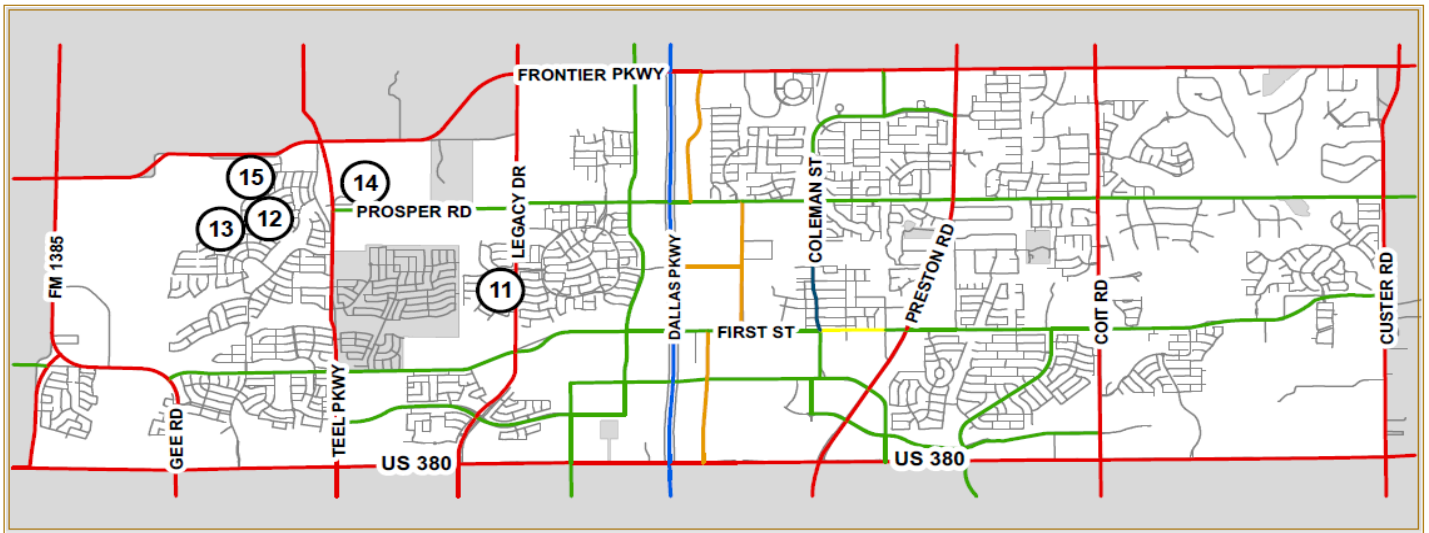 FRONTIER PKWY
15
14
12
13
PROSPER RD
LEGACY DR
COLEMAN ST
FM 1385
11
DALLAS PKWY
PRESTON RD
FIRST ST
COIT RD
CUSTER RD
GEE RD
TEEL PKWY
US 380
US 380